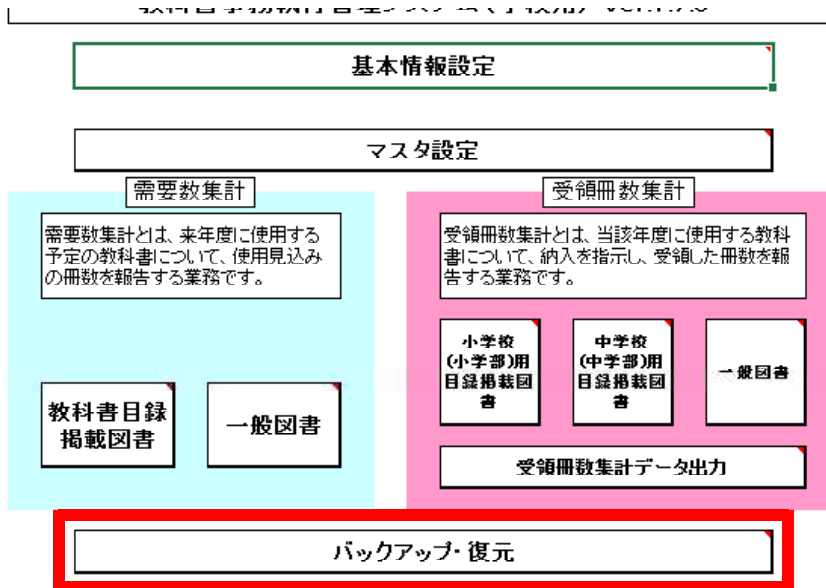 基本情報設定
マスタ設定
需要数集計
需要数集計とは、来年度に使用する
予定の教科書について、使用見込み
の冊数を報告する業務です。
教科書目録
掲載図書
一般図書
受領冊数集計
受領冊数集計とは、当該年度に使用する教科
書について、納入を指示し、受領した冊数を報
告する業務です。
小学校
(小学部)用
目録掲載図
書
中学校
(中学部)用
目録掲載図
書
一般図書
受領冊数集計データ出力
バックアップ・復元